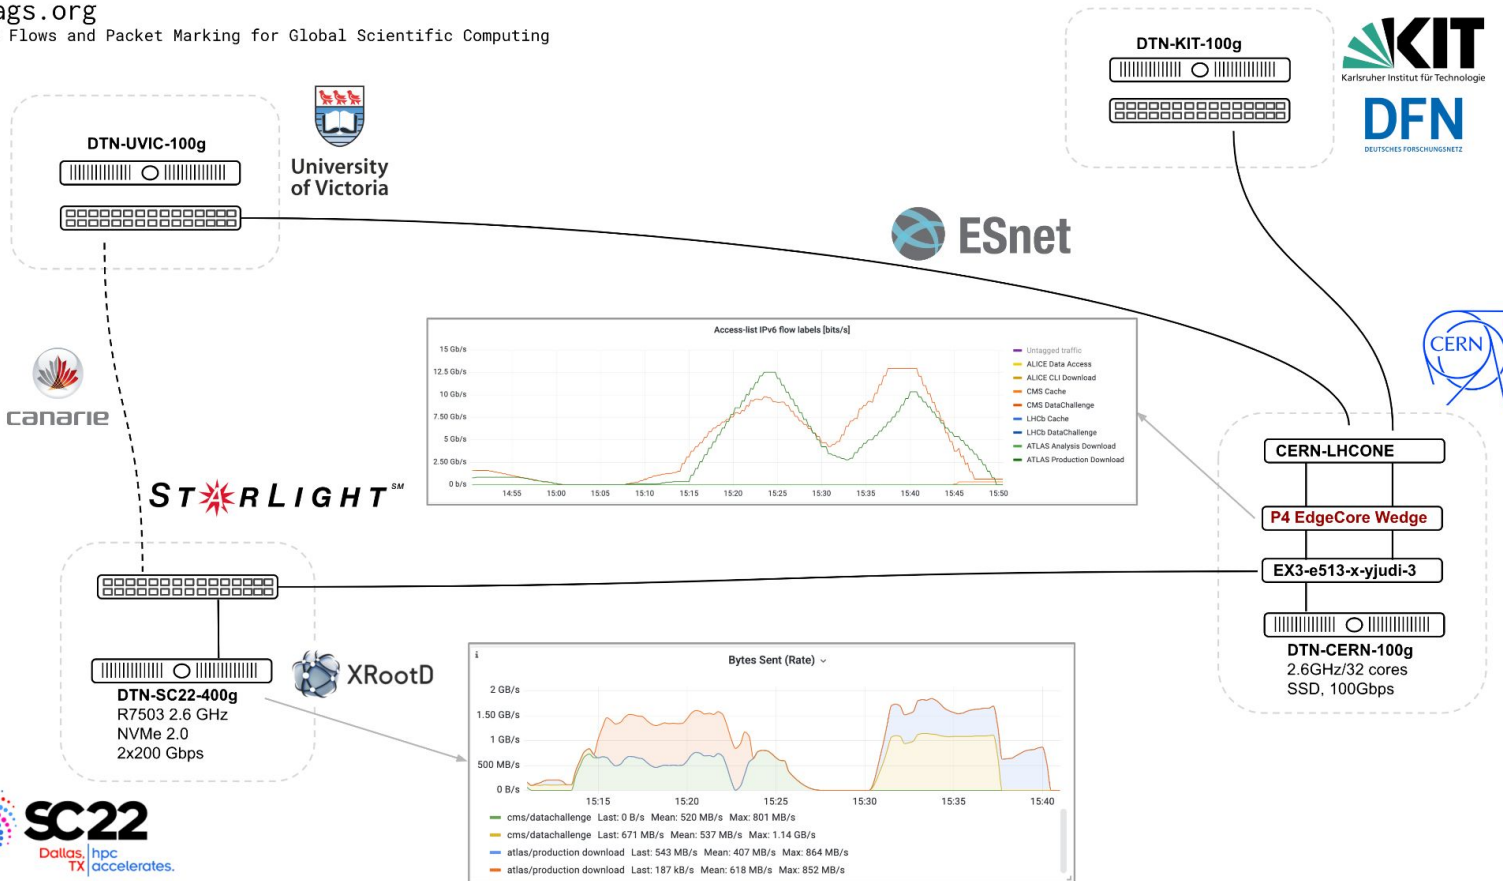 ags.org
Flows and Packet Marking for Global Scientific Computing
DTN-UVIC-100g
University
of Victoria
DTN-KIT-100g
KIT
Karlsruher Institut für Technologie
DFN
DEUTSCHES FORSCHUNGSNETZ
ESnet
canarie
STARLIGHT SM
CERN
Access-list IPv6 flow labels [bits/s]
15 Gb/s
12.5 Gb/s
10 Gb/s
7.50 Gb/s
5 Gb/s
2.50 Gb/s
0 b/s
14:55 15:00 15:05 15:10 15:15 15:20 15:25 15:30 15:35 15:40 15:45 15:50
Untagged traffic
ALICE Data Access
ALICE CLI Download
CMS Cache
CMS DataChallenge
LHCb Cache
LHCb DataChallenge
ATLAS Analysis Download
ATLAS Production Download
CERN-LHCONE
P4 EdgeCore Wedge
EX3-e513-x-yjudi-3
DTN-CERN-100g
2.6GHz/32 cores
SSD, 100Gbps
DTN-SC22-400g
R7503 2.6 GHz
NVMe 2.0
2x200 Gbps
XRootD
i
Bytes Sent (Rate)
2 GB/s
1.50 GB/s
1 GB/s
500 MB/s
0 B/s
15:15 15:20 15:25 15:30 15:35 15:40
cms/datachallenge Last: 0 B/s Mean: 520 MB/s Max: 801 MB/s
cms/datachallenge Last: 671 MB/s Mean: 537 MB/s Max: 1.14 GB/s
atlas/production download Last: 543 MB/s Mean: 407 MB/s Max: 864 MB/s
atlas/production download Last: 187 kB/s Mean: 618 MB/s Max: 852 MB/s
SC22
Dallas, hpc
TX accelerates.